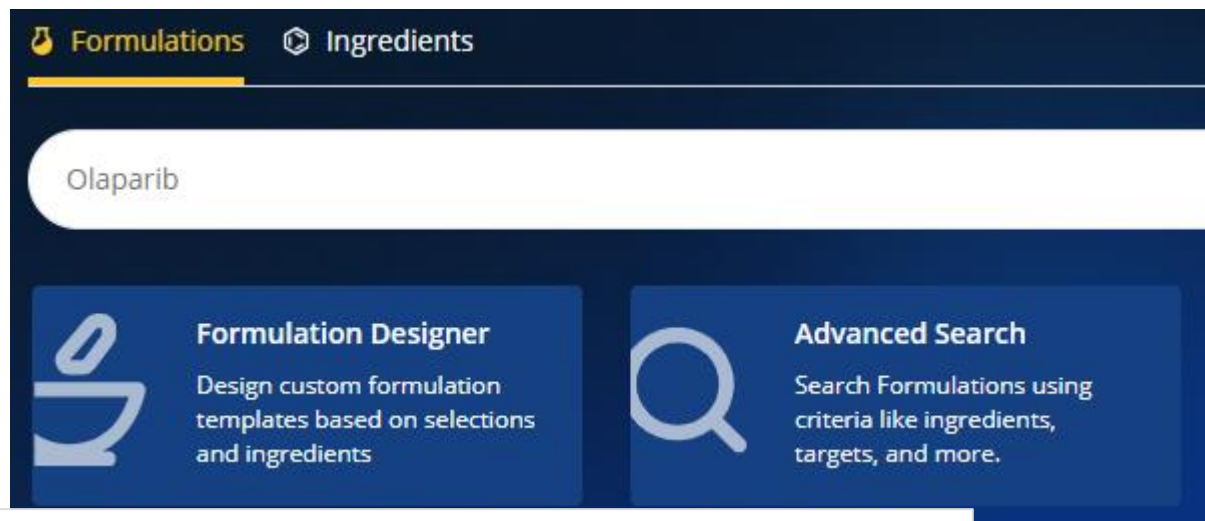 Formulations Ingredients
Olaparib
Formulation Designer
Design custom formulation
templates based on selections
and ingredients
Advanced Search
Search Formulations using
criteria like ingredients,
targets, and more.